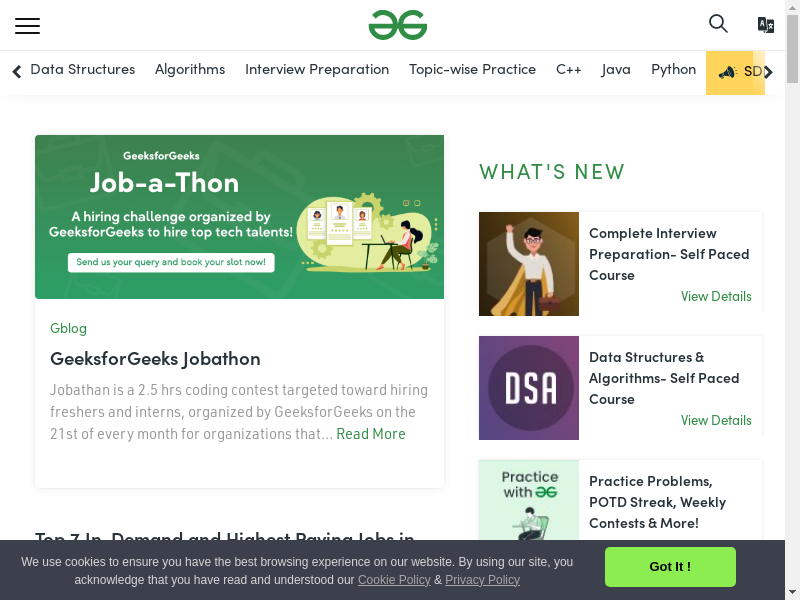 Data Structures Algorithms Interview Preparation Topic-wise Practice C++ Java Python SD
GeeksforGeeks
Job-a-Thon
A hiring challenge organized by
GeeksforGeeks to hire top tech talents!
Send us your query and book your slot now!
Gblog
GeeksforGeeks Jobathon
Jobathan is a 2.5 hrs coding contest targeted toward hiring
freshers and interns, organized by GeeksforGeeks on the
21st of every month for organizations that... Read More
Top 7 In-Demand and Highest Paying Jobs in
WHAT'S NEW
Complete Interview
Preparation- Self Paced
Course
View Details
DSA
Data Structures &
Algorithms- Self Paced
Course
View Details
Practice
with
Practice Problems,
POTD Streak, Weekly
Contests & More!
We use cookies to ensure you have the best browsing experience on our website. By using our site, you
acknowledge that you have read and understood our Cookie Policy & Privacy Policy
Got It !